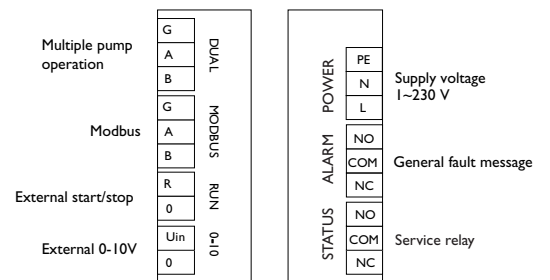 Multiple pump
operation
G
A
B
DUAL
Modbus
G
A
B
MODBUS
External start/stop
R
0
RUN
External 0-10V
Uin
0
0-10
POWER
PE
N
L
Supply voltage
1~230 V
ALARM
NO
COM
NC
General fault message
STATUS
NO
COM
NC
Service relay